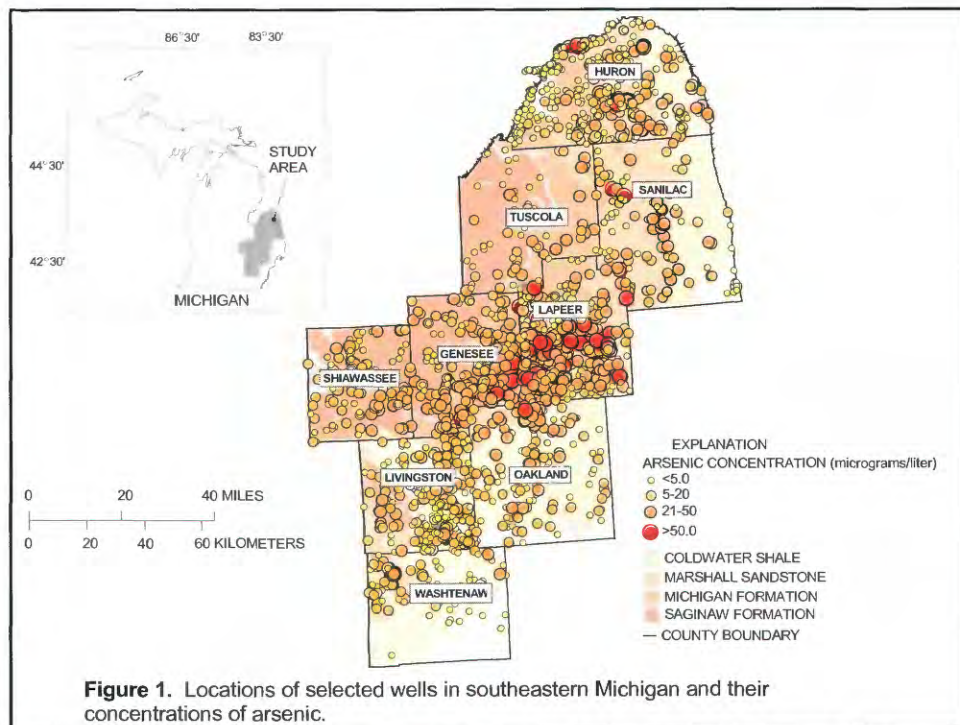 86°30'
83°30'
44°30'
STUDY
AREA
42°30'
MICHIGAN
HURON
SANILAC
TUSCOLA
LAPEER
GENESEE
SHIAWASSEE
LIVINGSTON
OAKLAND
WASHTENAW
0 20 40 MILES
0 20 40 60 KILOMETERS
EXPLANATION
ARSENIC CONCENTRATION (micrograms/liter)
<5.0
5-20
21-50
>50.0
COLDWATER SHALE
MARSHALL SANDSTONE
MICHIGAN FORMATION
SAGINAW FORMATION
COUNTY BOUNDARY
Figure 1. Locations of selected wells in southeastern Michigan and their
concentrations of arsenic.